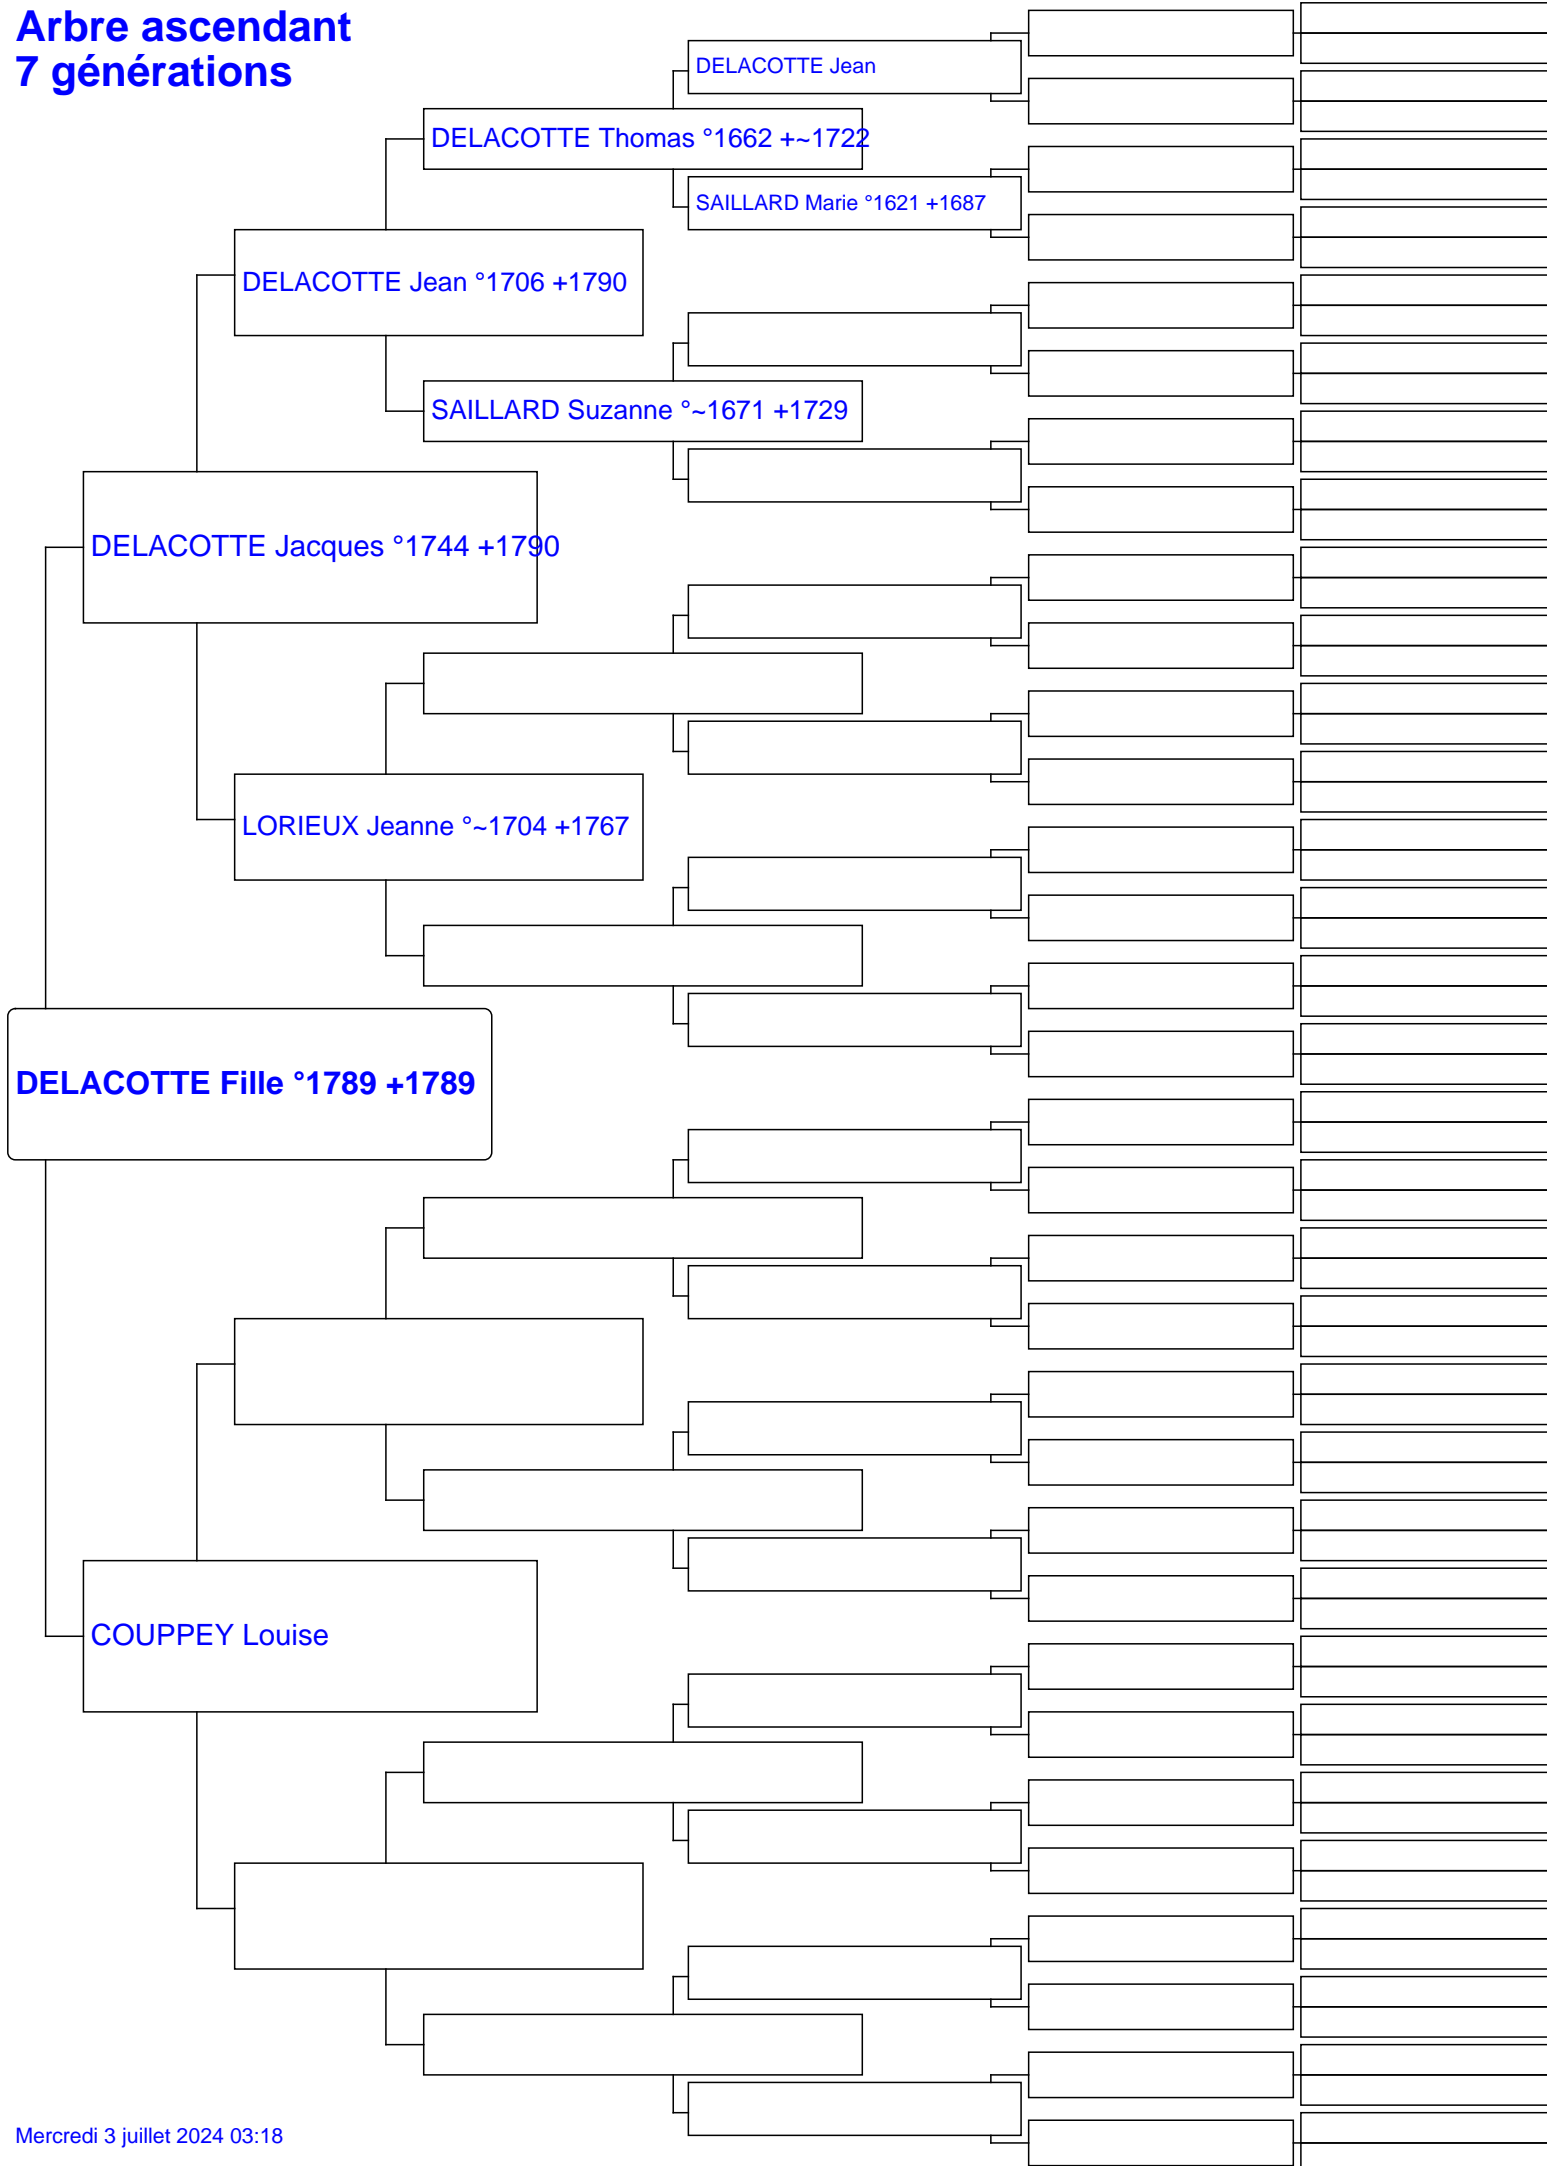 Arbre ascendant
7 générations
DELACOTTE Jean
DELACOTTE Thomas °1662 +~1722
SAILLARD Marie °1621 +1687
DELACOTTE Jean °1706 +1790
SAILLARD Suzanne °~1671 +1729
DELACOTTE Jacques °1744 +1790
LORIEUX Jeanne °~1704 +1767
DELACOTTE Fille °1789 +1789
COUPPEY Louise
Mercredi 3 juillet 2024 03:18